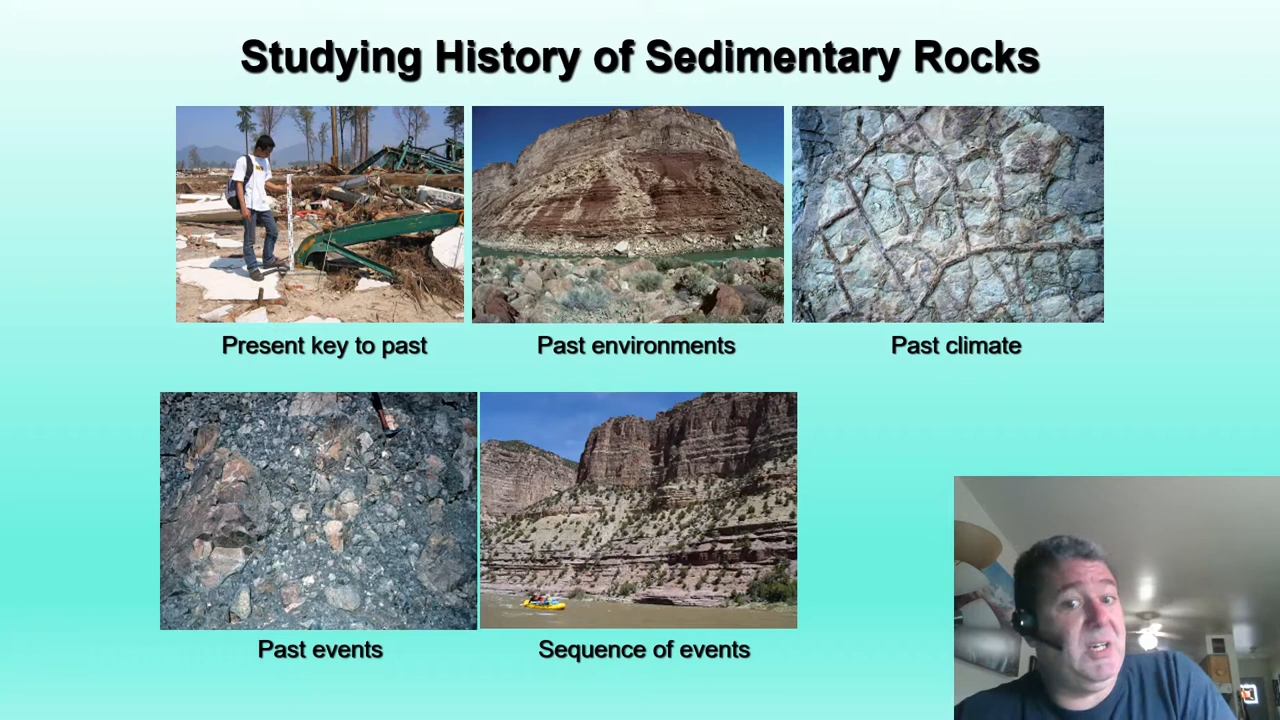 Studying History of Sedimentary Rocks
Present key to past
Past environments
Past climate
Past events
Sequence of events